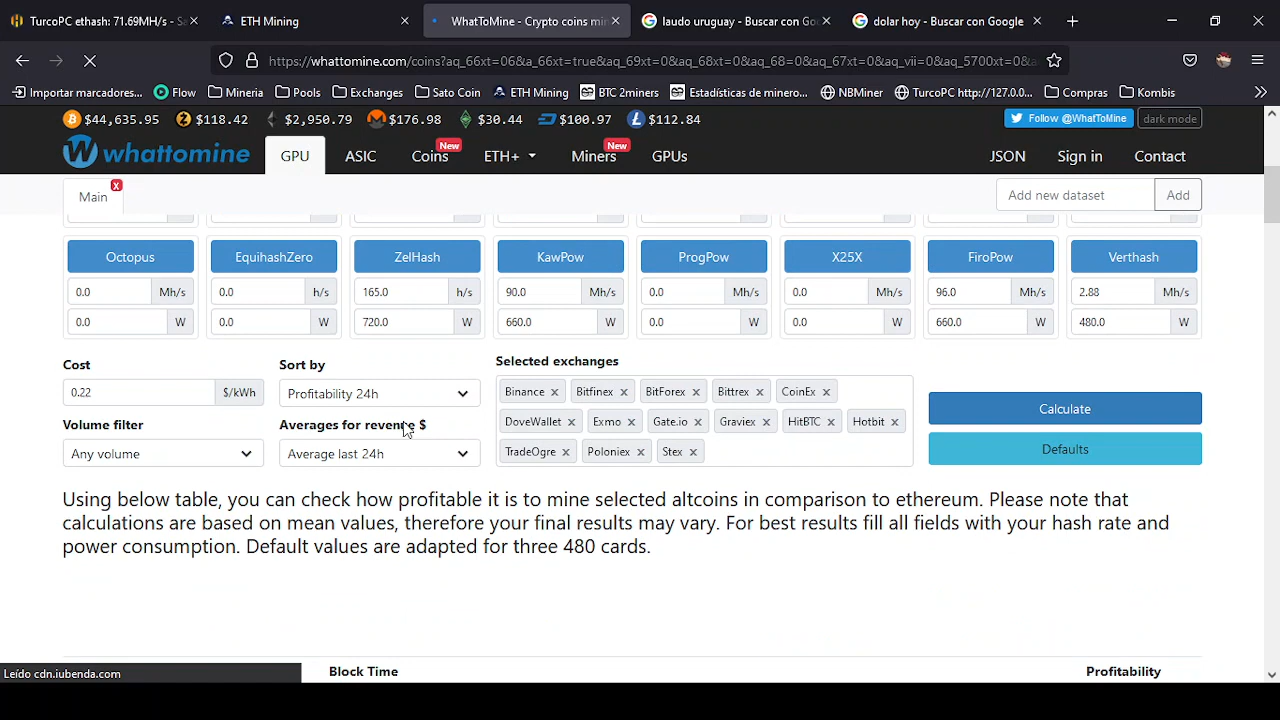 TurcoPC ethash: 71.69MH/s - Sa
ETH Mining
WhatToMine - Crypto coins min
laudo uruguay - Buscar con Go
dolar hoy - Buscar con Google
https://whattomine.com/coins?aq_66xt=06&a_66xt=true&aq_69xt=0&aq_68xt=0&aq_68=0&aq_67xt=0&aq_vii=0&aq_5700xt=0&
Importar marcadores...
Flow
Mineria
Pools
Exchanges
Sato Coin
ETH Mining
BTC 2miners
Estadísticas de minero...
NBMiner
TurcoPC http://127.0.0...
Compras
Kombis
$44,635.95
$118.42
$2,950.79
$176.98
$30.44
$100.97
$112.84
Follow @WhatToMine
dark mode
whattomine
GPU
ASIC
Coins
New
ETH+
Miners
New
GPUs
JSON
Sign in
Contact
Main
X
Add new dataset
Add
Octopus
EquihashZero
ZelHash
KawPow
ProgPow
X25X
FiroPow
Verthash
0.0 Mh/s
0.0 h/s
165.0 h/s
90.0 Mh/s
0.0 Mh/s
0.0 Mh/s
96.0 Mh/s
2.88 Mh/s
0.0 W
0.0 W
720.0 W
660.0 W
0.0 W
0.0 W
660.0 W
480.0 W
Cost
0.22 $/kWh
Sort by
Profitability 24h
Volume filter
Any volume
Averages for revenue $
Average last 24h
Selected exchanges
Binance × Bitfinex × BitForex × Bittrex × CoinEx ×
DoveWallet × Exmo × Gate.io × Graviex × HitBTC × Hotbit ×
TradeOgre × Poloniex × Stex ×
Calculate
Defaults
Using below table, you can check how profitable it is to mine selected altcoins in comparison to ethereum. Please note that
calculations are based on mean values, therefore your final results may vary. For best results fill all fields with your hash rate and
power consumption. Default values are adapted for three 480 cards.
Block Time
Profitability
Leído cdn.iubenda.com